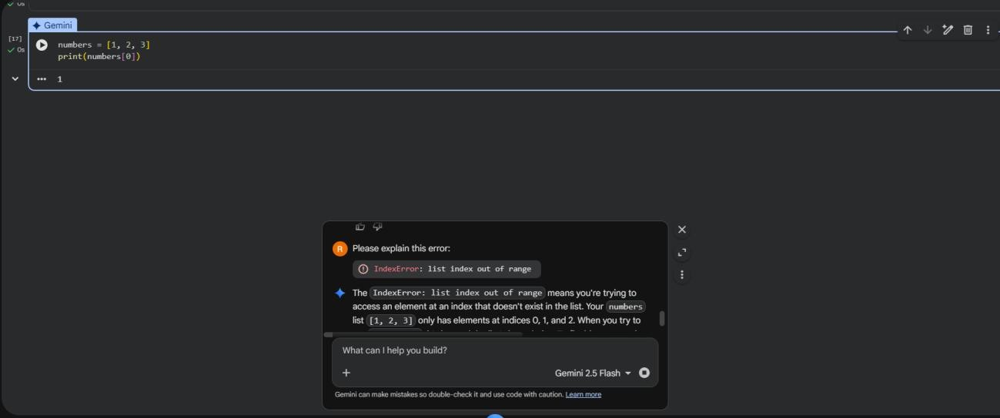 0s
Gemini
[17]
0s
numbers = [1, 2, 3]
print(numbers[0])
1
R
Please explain this error:
IndexError: list index out of range
The IndexError: list index out of range means you're trying to
access an element at an index that doesn't exist in the list. Your numbers
list [1, 2, 3] only has elements at indices 0, 1, and 2. When you try to
What can I help you build?
Gemini 2.5 Flash
Gemini can make mistakes so double-check it and use code with caution. Learn more